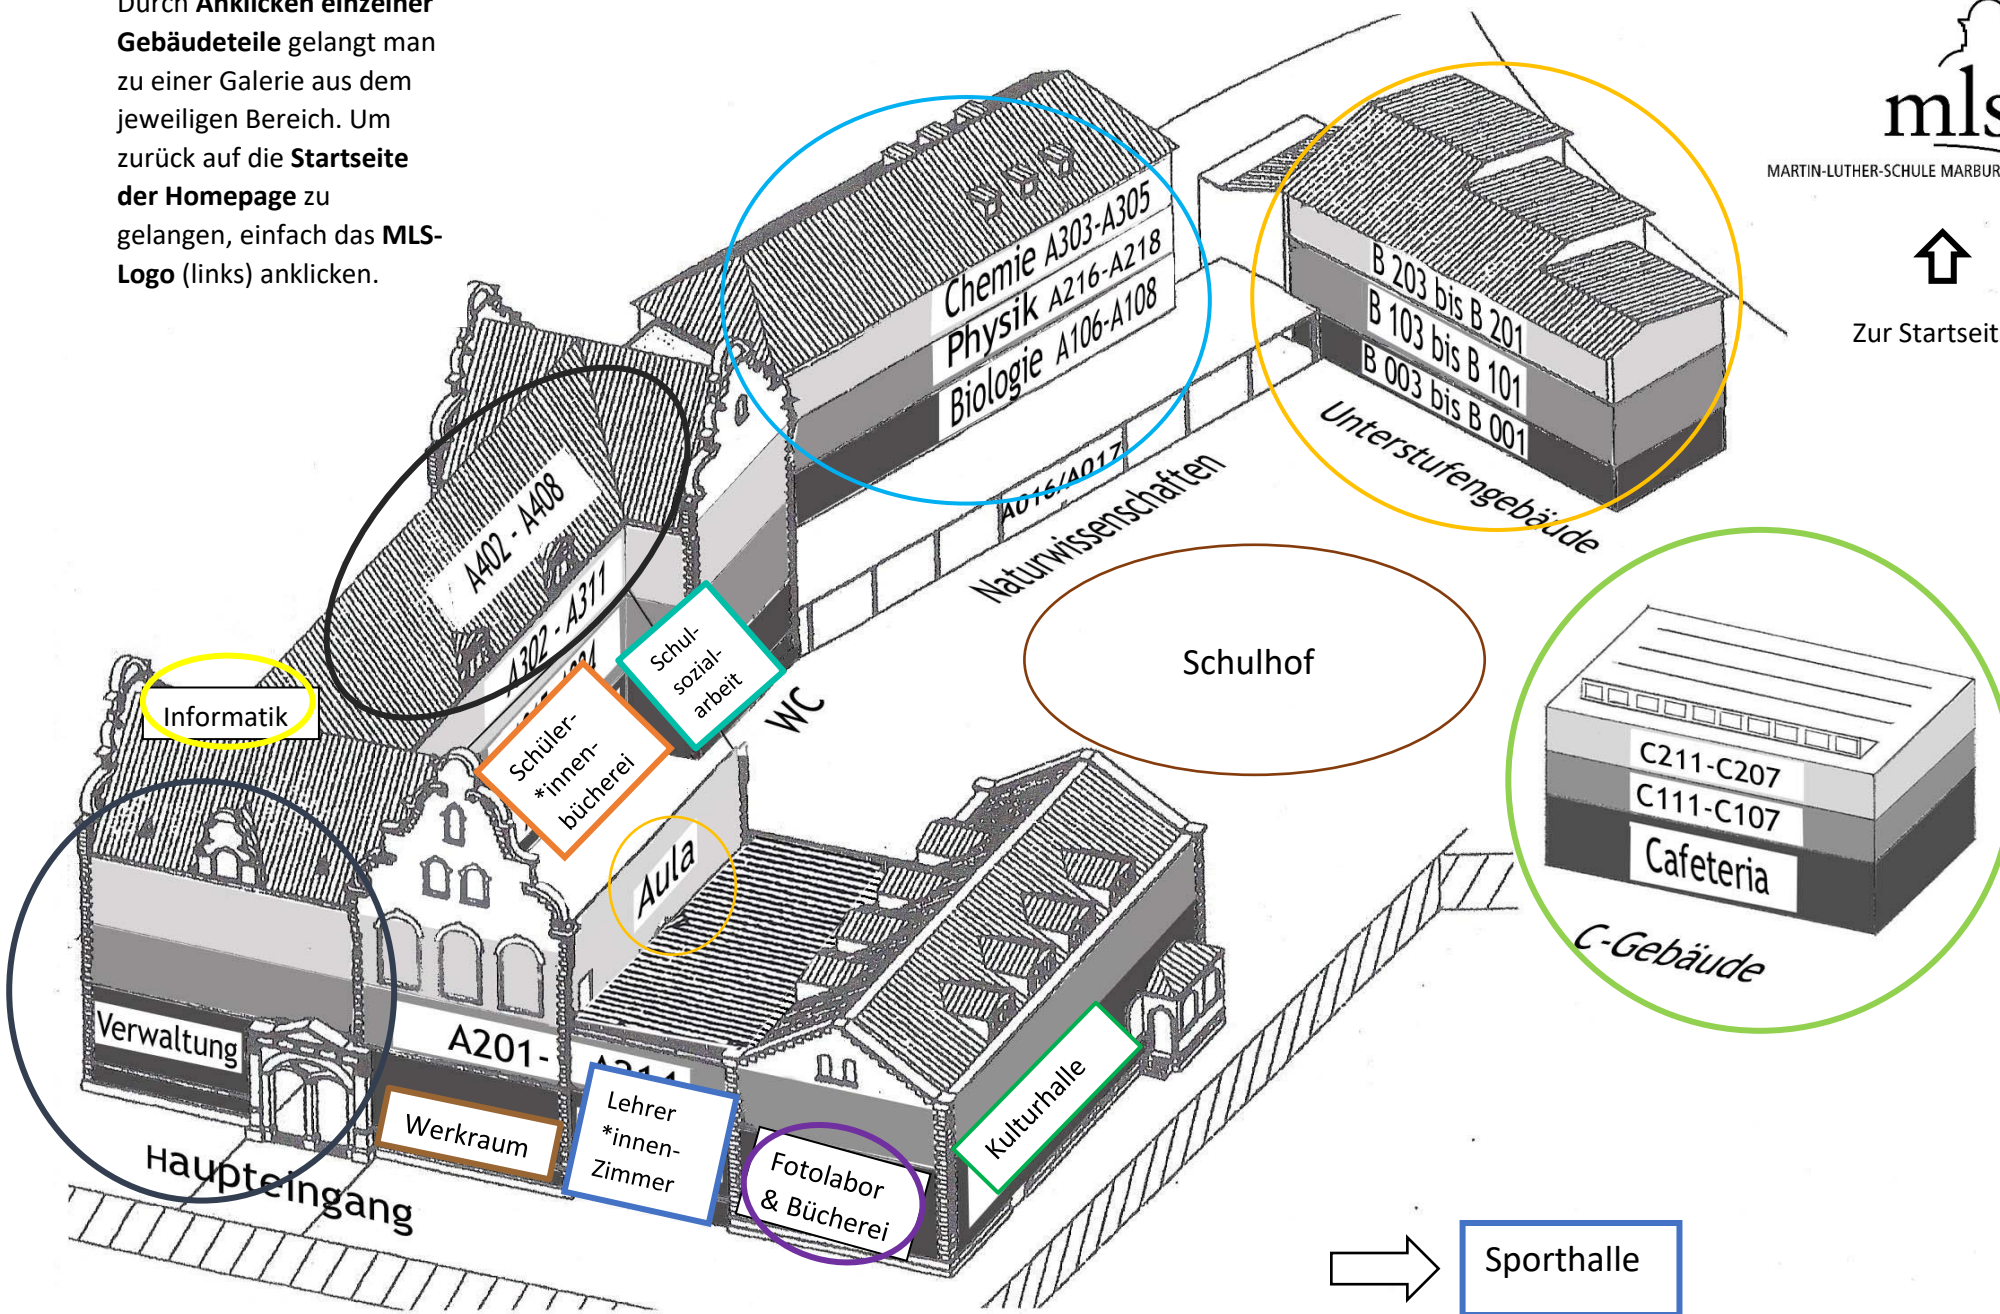 Durch Anklicken einzelner
Gebäudeteile gelangt man
zu einer Galerie aus dem
jeweiligen Bereich. Um
zurück auf die Startseite
der Homepage zu
gelangen, einfach das MLS-
Logo (links) anklicken.
mls
MARTIN-LUTHER-SCHULE MARBUR
Zur Startseit
Chemie A303-A305
Physik A216-A218
Biologie A106-A108
A016/A017
Naturwissenschaften
B 203 bis B 201
B 103 bis B 101
B 003 bis B 001
Unterstufengebäude
A402 - A408
A302 - A311
Schul-
sozial-
arbeit
WC
Schulhof
Informatik
Schüler-
*innen-
bücherei
Aula
C211-C207
C111-C107
Cafeteria
C-Gebäude
Verwaltung
A201-
Haupteingang
Werkraum
Lehrer
*innen-
Zimmer
Fotolabor
& Bücherei
Kulturhalle
Sporthalle